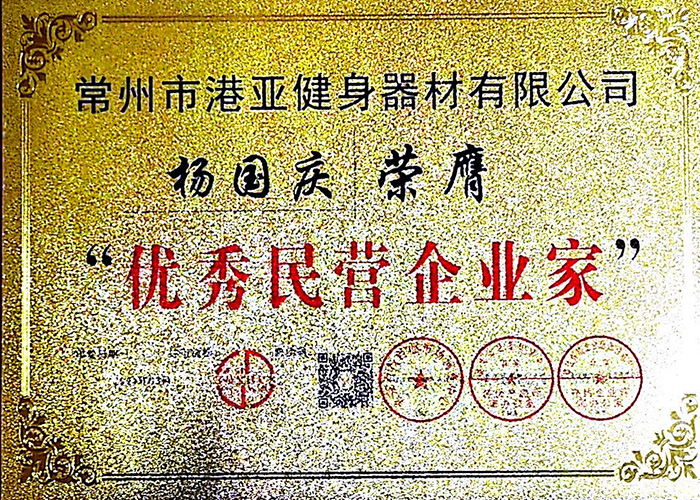 常州市港亚健身器材有限公司
杨国庆 荣膺
“优秀民营企业家”